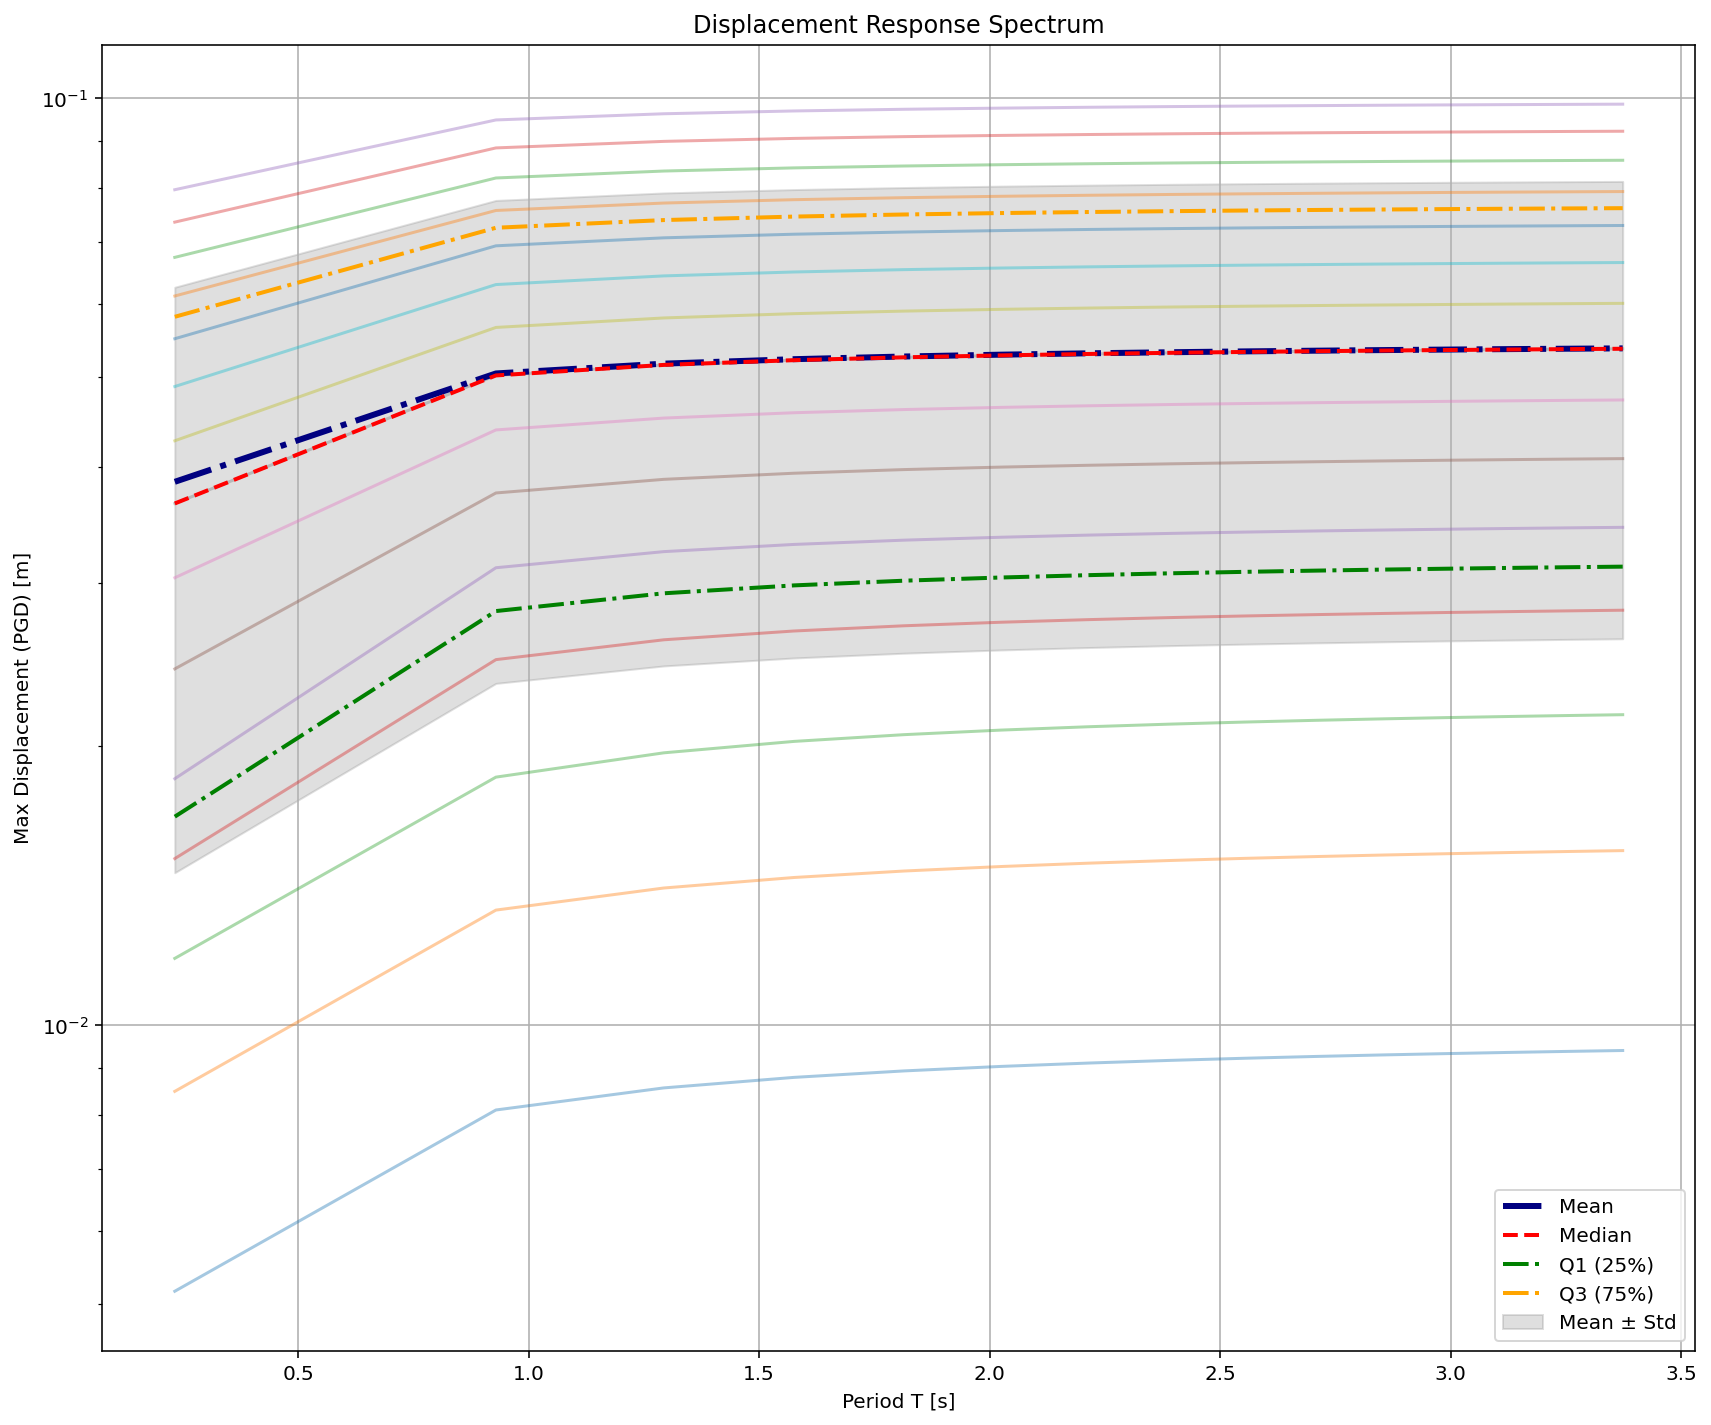 Displacement Response Spectrum
10⁻¹
10⁻²
Max Displacement (PGD) [m]
0.5 1.0 1.5 2.0 2.5 3.0 3.5
Period T [s]
Mean
Median
Q1 (25%)
Q3 (75%)
Mean ± Std